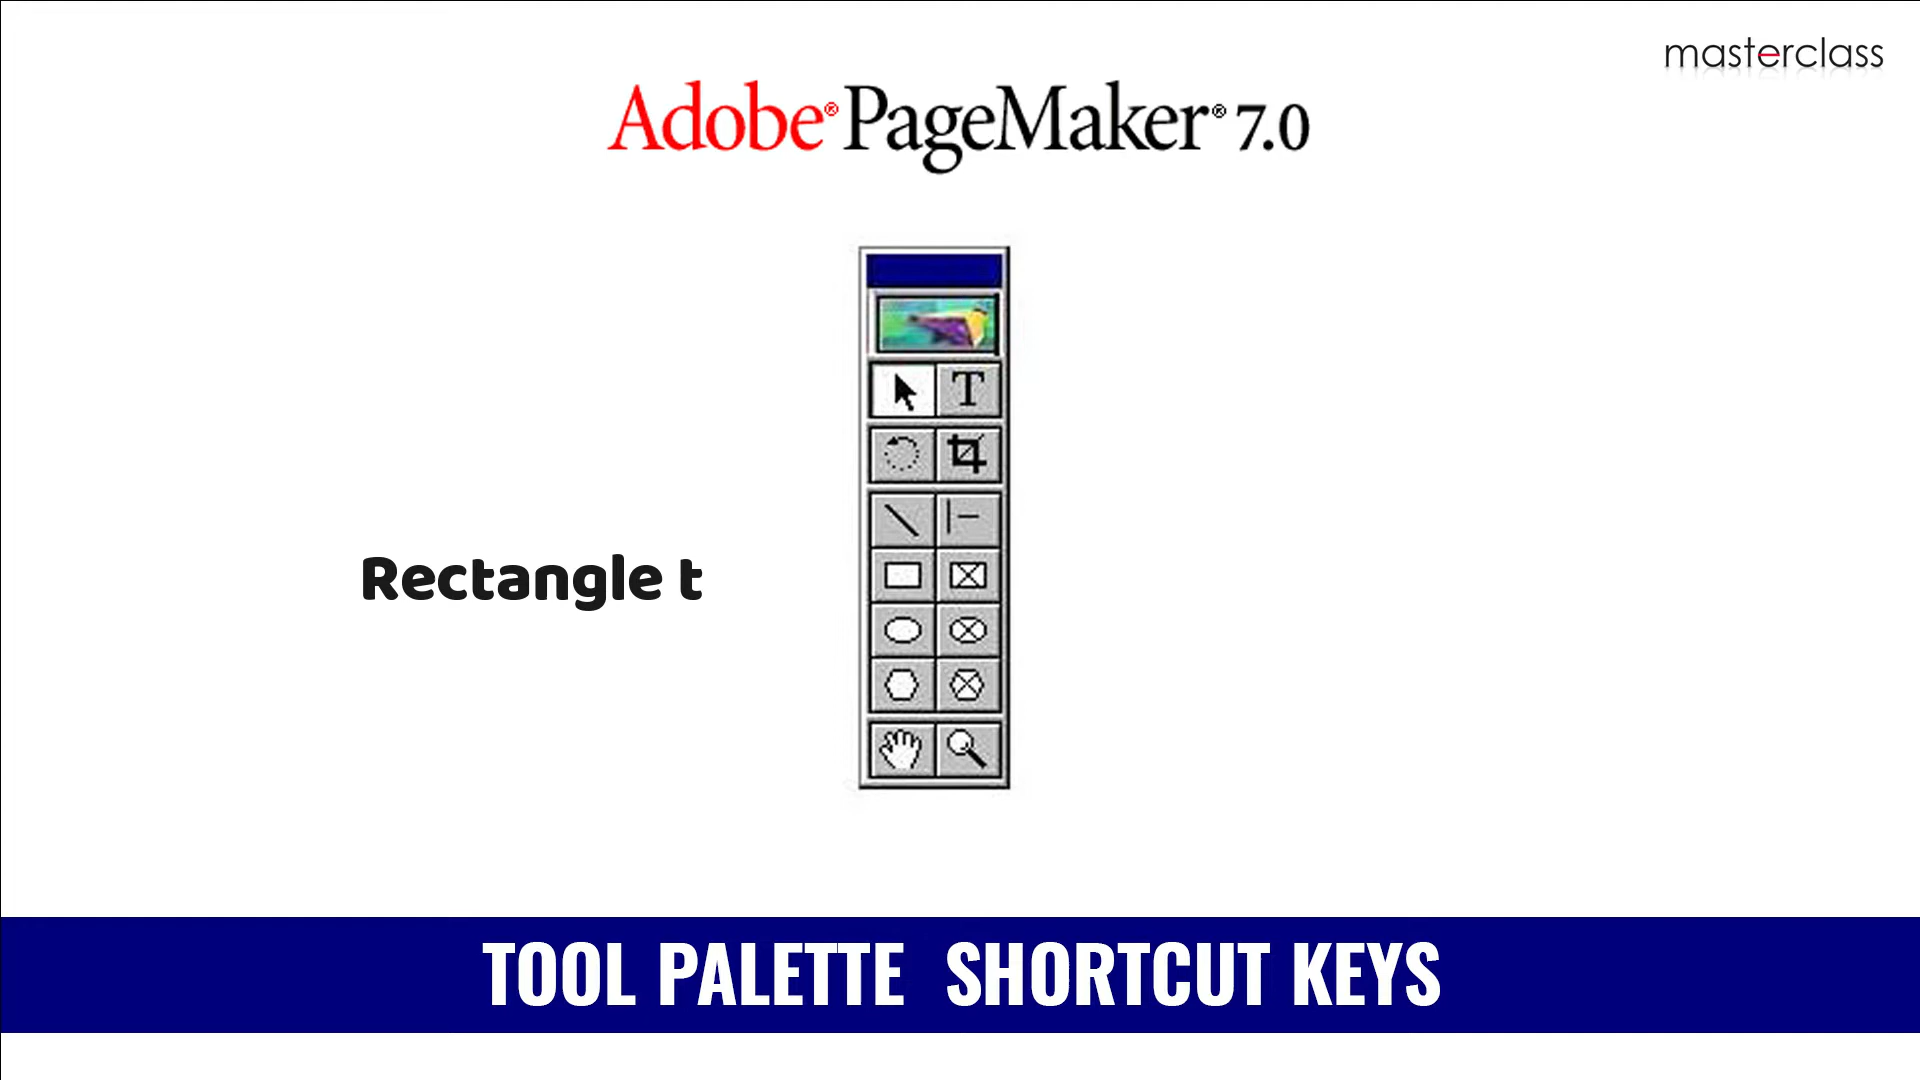 masterclass
Adobe® PageMaker® 7.0
T
Rectangle t
TOOL PALETTE SHORTCUT KEYS